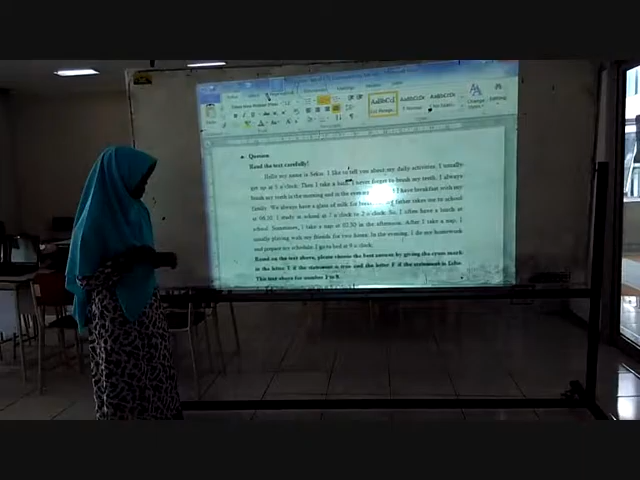 AaBbCcI AaBbCcDc AaBbCcDc
Change
Question
Read the text carefully!
Hello my name is Sekar. I like to tell you my daily activities. I usually
get up at 5 o'clock. Then I take a bath. I never forget to brush my teeth. I always
brush my teeth in the morning and in the I have breakfast with my
family. We always have a glass of milk for father takes me to school
at 06.30. I study at school at 7 o'clock to 2 o'clock. So, I often have a lunch at
school. Sometimes, I take a nap at 02.30 in the afternoon. After I take a nap, I
usually playing with my friends for two hours. In the evening, I do my homework
and prepare my schedule. I go to bed at 9 o'clock.
Based on the text above, please choose the best answer by giving the cross mark
in the letter T if the statement is true and the letter F if the statement is false.
This text above for number 1 to